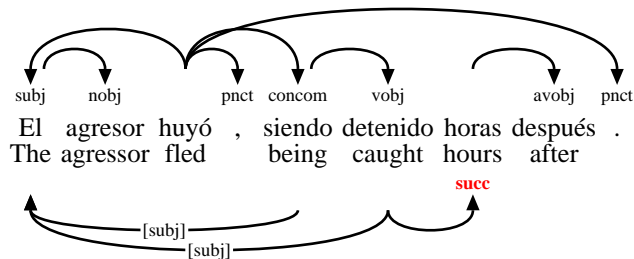 subj nobj pnct concom vobj avobj pnct
El agresor huyó , siendo detenido horas después .
The agressor fled being caught hours after
succ
[subj]
[subj]